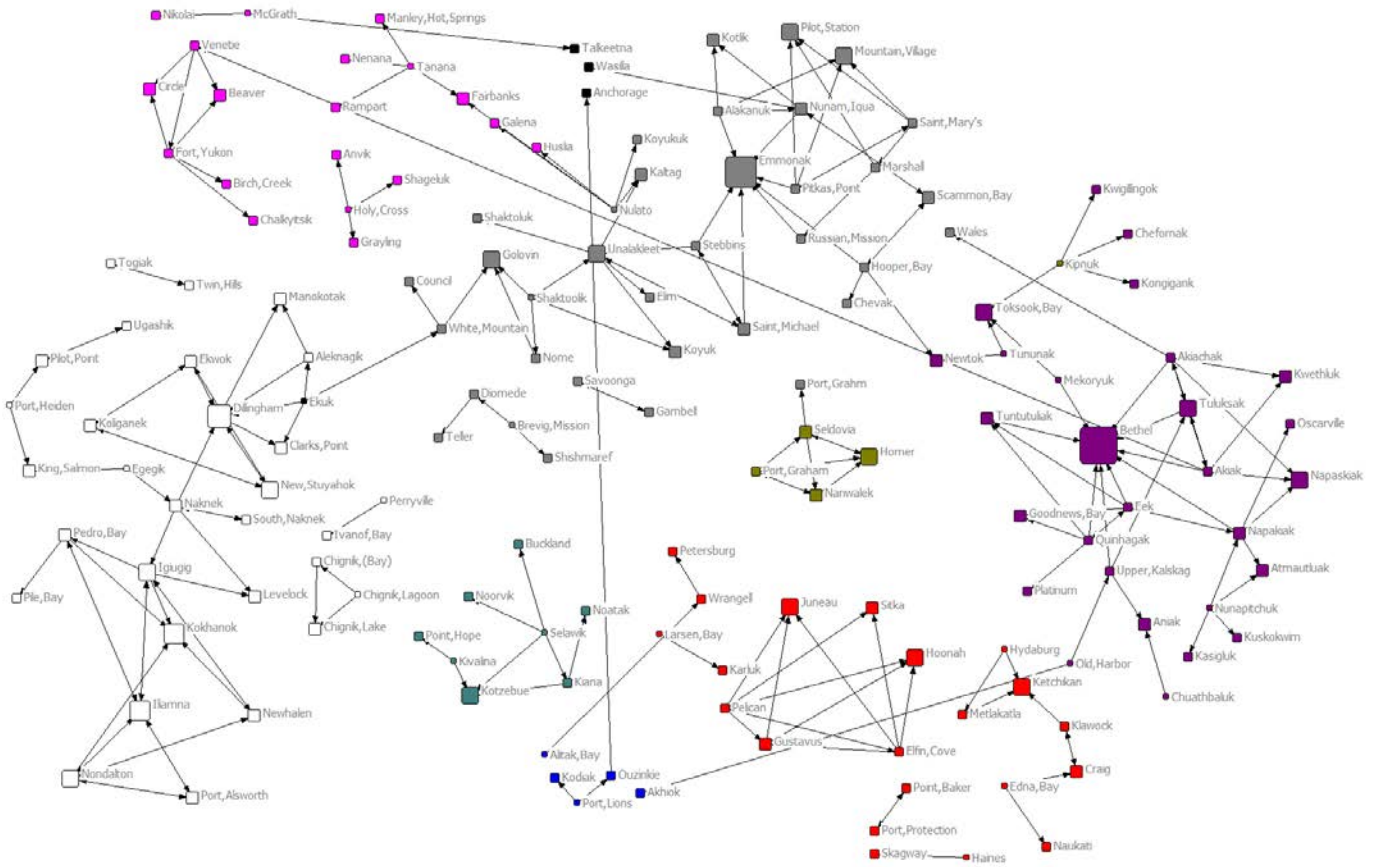 Nikolai
McGrath
Manley,Hot,Springs
Venebe
Nenana
Tanana
Circle
Beaver
Rampart
Fairbanks
Galena
Huslia
Fort,Yukon
Anvik
Birch,Creek
Shageluk
Holy,Cross
Chalkyitsik
Grayling
Talkeetna
Wasilla
Anchorage
Koyukuk
Kaltag
Nulato
Kotlik
Pilot,Station
Mountain,Village
Alakanuk
Nunam,Iqua
Saint,Mary's
Emmonak
Marshall
Pitkas,Point
Scammon,Bay
Shaktoluk
Unalakleet
Stebbins
Russian,Mission
Hooper,Bay
Chevak
Golovin
Council
Shaktoolik
Elim
White,Mountain
Nome
Koyuk
Saint,Michael
Wales
Kwigillingok
Chefornak
Kipnuk
Kongigank
Toksook,Bay
Newtok
Tununak
Mekoryuk
Akiachak
Kwethluk
Tuluksak
Tuntutuliak
Bethel
Oscarville
Akiak
Napaskiak
Goodnews,Bay
Eek
Quinhagak
Napakiak
Platinum
Upper,Kalskag
Atmautluak
Nunapitchuk
Aniak
Kuskokwim
Kasigluk
Old,Harbor
Chuathbaluk
Togiak
Twin,Hills
Manokotak
Ugashik
Pilot,Point
Ekwok
Aleknagik
Port,Heiden
Dilingham
Ekuk
Koliganek
Clarks,Point
King,Salmon
Egegik
New,Stuyahok
Naknek
South,Naknek
Perryville
Ivanof,Bay
Pedro,Bay
Igiugig
Levelock
Pile,Bay
Chignik,(Bay)
Chignik,Lagoon
Chignik,Lake
Kokhanok
Iliamna
Newhalen
Nondalton
Port,Alsworth
Diomede
Teller
Brevig,Mission
Shishmaref
Savoonga
Gambell
Port,Grahm
Seldovia
Homer
Port,Graham
Nanwalek
Buckland
Noorvik
Noatak
Point,Hope
Selawik
Kivalina
Kiana
Kotzebue
Petersburg
Wrangell
Larsen,Bay
Karluk
Juneau
Sitka
Hoonah
Pelican
Gustavus
Elfin,Cove
Hydaburg
Ketchikan
Metlakatla
Klawock
Craig
Edna,Bay
Naukati
Point,Baker
Port,Protection
Skagway
Haines
Alitak,Bay
Kodiak
Ouzinkie
Akhiok
Port,Lions